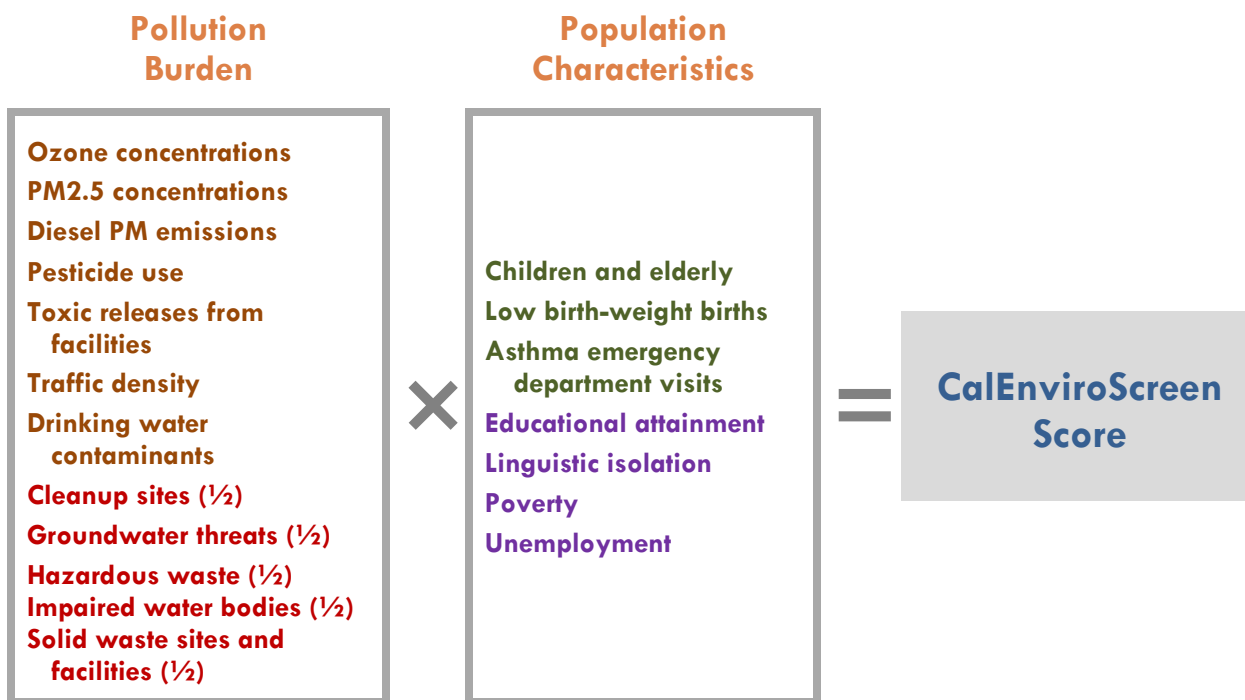 Pollution
Burden
Ozone concentrations
PM2.5 concentrations
Diesel PM emissions
Pesticide use
Toxic releases from
facilities
Traffic density
Drinking water
contaminants
Cleanup sites (½)
Groundwater threats (½)
Hazardous waste (½)
Impaired water bodies (½)
Solid waste sites and
facilities (½)
×
Population
Characteristics
Children and elderly
Low birth-weight births
Asthma emergency
department visits
Educational attainment
Linguistic isolation
Poverty
Unemployment
=
CalEnviroScreen
Score